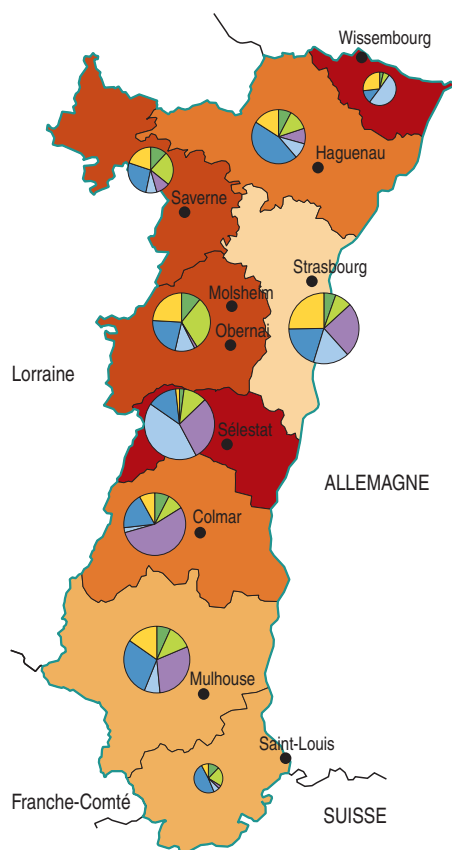 Wissembourg
Haguenau
Saverne
Strasbourg
Molsheim
Obernai
Lorraine
Sélestat
ALLEMAGNE
Colmar
Mulhouse
Saint-Louis
Franche-Comté
SUISSE